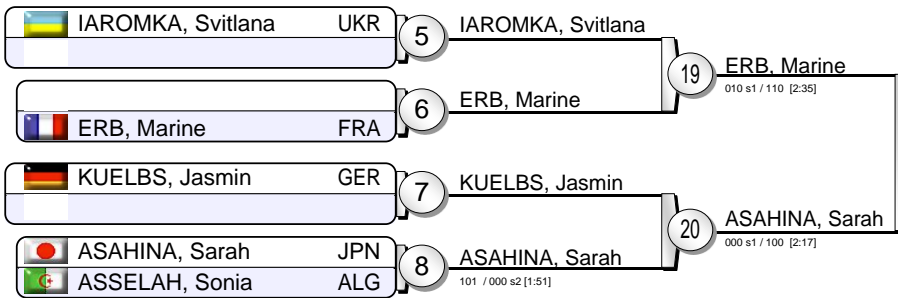 IAROMKA, Svitlana UKR
5
IAROMKA, Svitlana
19
ERB, Marine
010 s1 / 110 [2:35]
6
ERB, Marine
ERB, Marine FRA
KUELBS, Jasmin GER
7
KUELBS, Jasmin
20
ASAHINA, Sarah
000 s1 / 100 [2:17]
ASAHINA, Sarah JPN
8
ASAHINA, Sarah
101 / 000 s2 [1:51]
ASSELAH, Sonia ALG